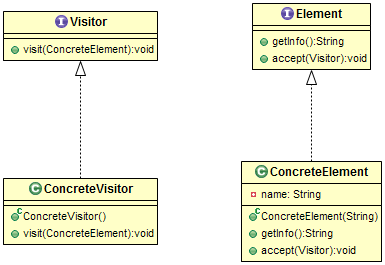 Visitor
visit(ConcreteElement):void
Element
getInfo():String
accept(Visitor):void
ConcreteVisitor
ConcreteVisitor()
visit(ConcreteElement):void
ConcreteElement
name: String
ConcreteElement(String)
getInfo():String
accept(Visitor):void